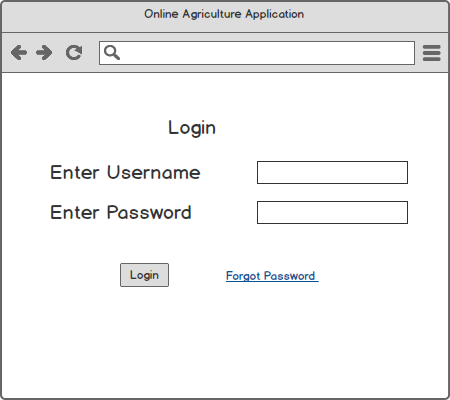 Online Agriculture Application
Login
Enter Username
Enter Password
Login
Forgot Password